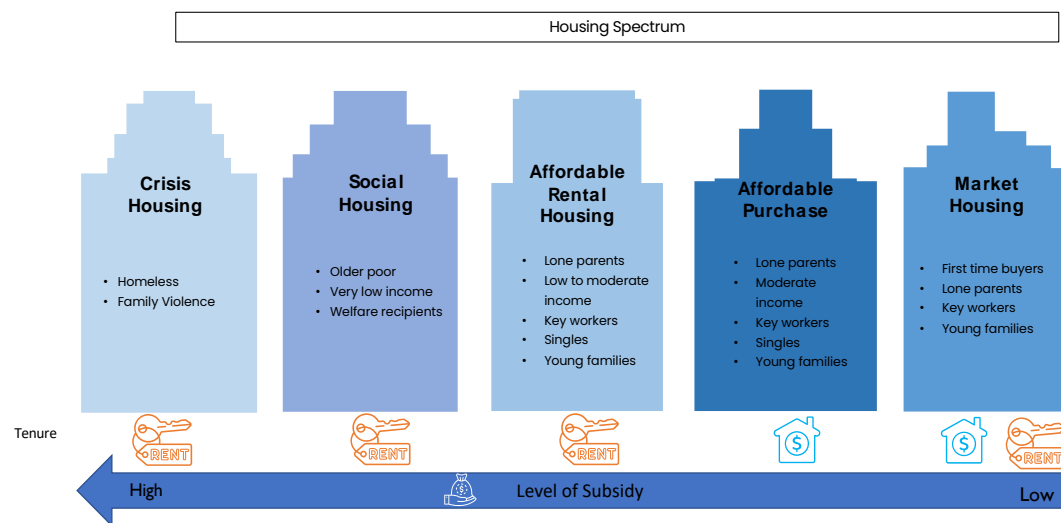 Housing Spectrum
Crisis
Housing
• Homeless
• Family Violence
Social
Housing
• Older poor
• Very low income
• Welfare recipients
Affordable
Rental
Housing
• Lone parents
• Low to moderate
income
• Key workers
• Singles
• Young families
Affordable
Purchase
• Lone parents
• Moderate
income
• Key workers
• Singles
• Young families
Market
Housing
• First time buyers
• Lone parents
• Key workers
• Young families
Tenure
RENT
RENT
RENT
$
$
RENT
High
$
Level of Subsidy
Low